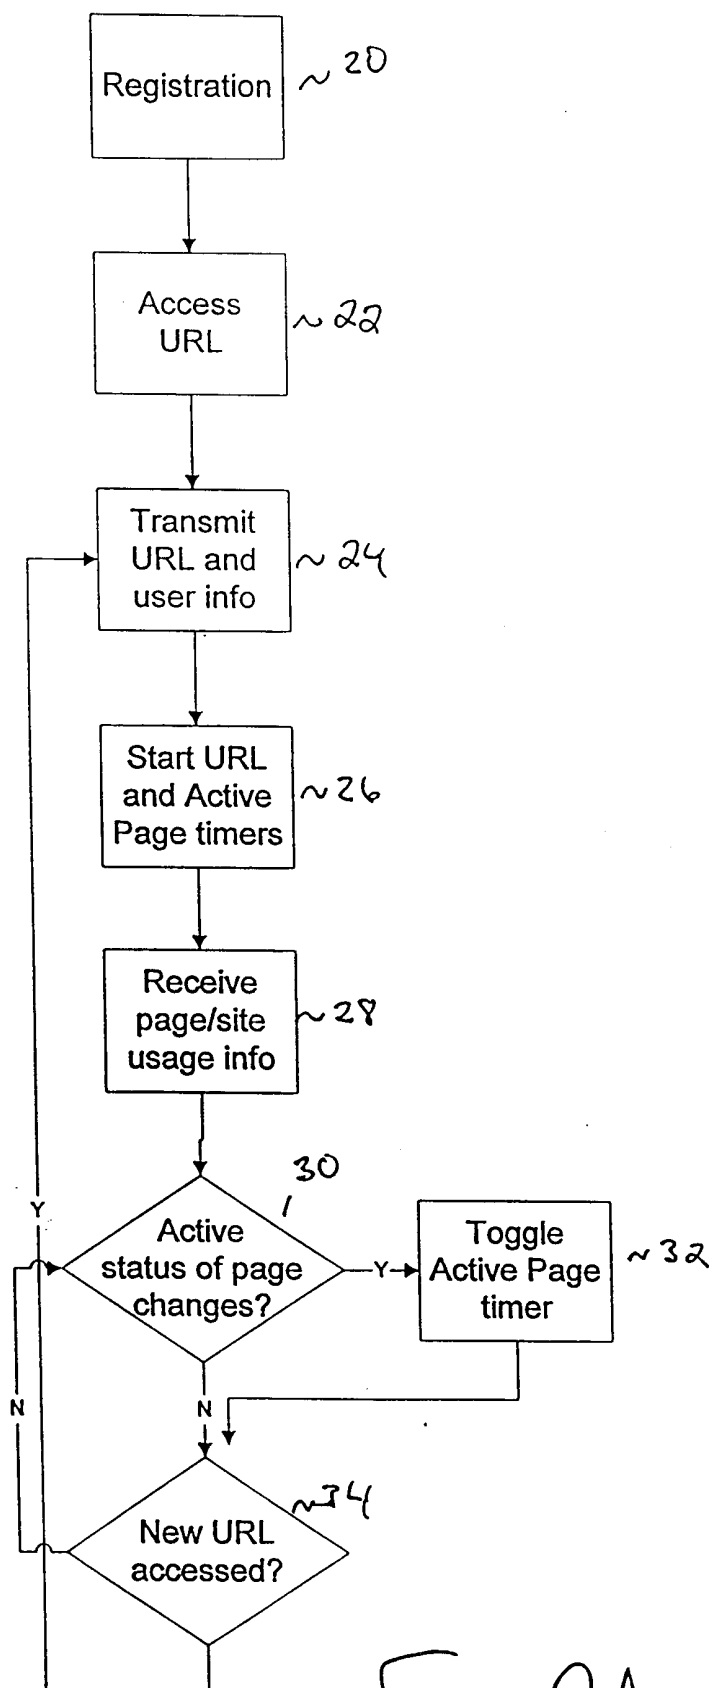 Registration
~ 20
Access
URL
~ 22
Transmit
URL and
user info
~ 24
Start URL
and Active
Page timers
~ 26
Receive
page/site
usage info
~ 28
30
Y
Active
status of page
changes?
Y
Toggle
Active Page
timer
~ 32
N
N
~ 34
New URL
accessed?